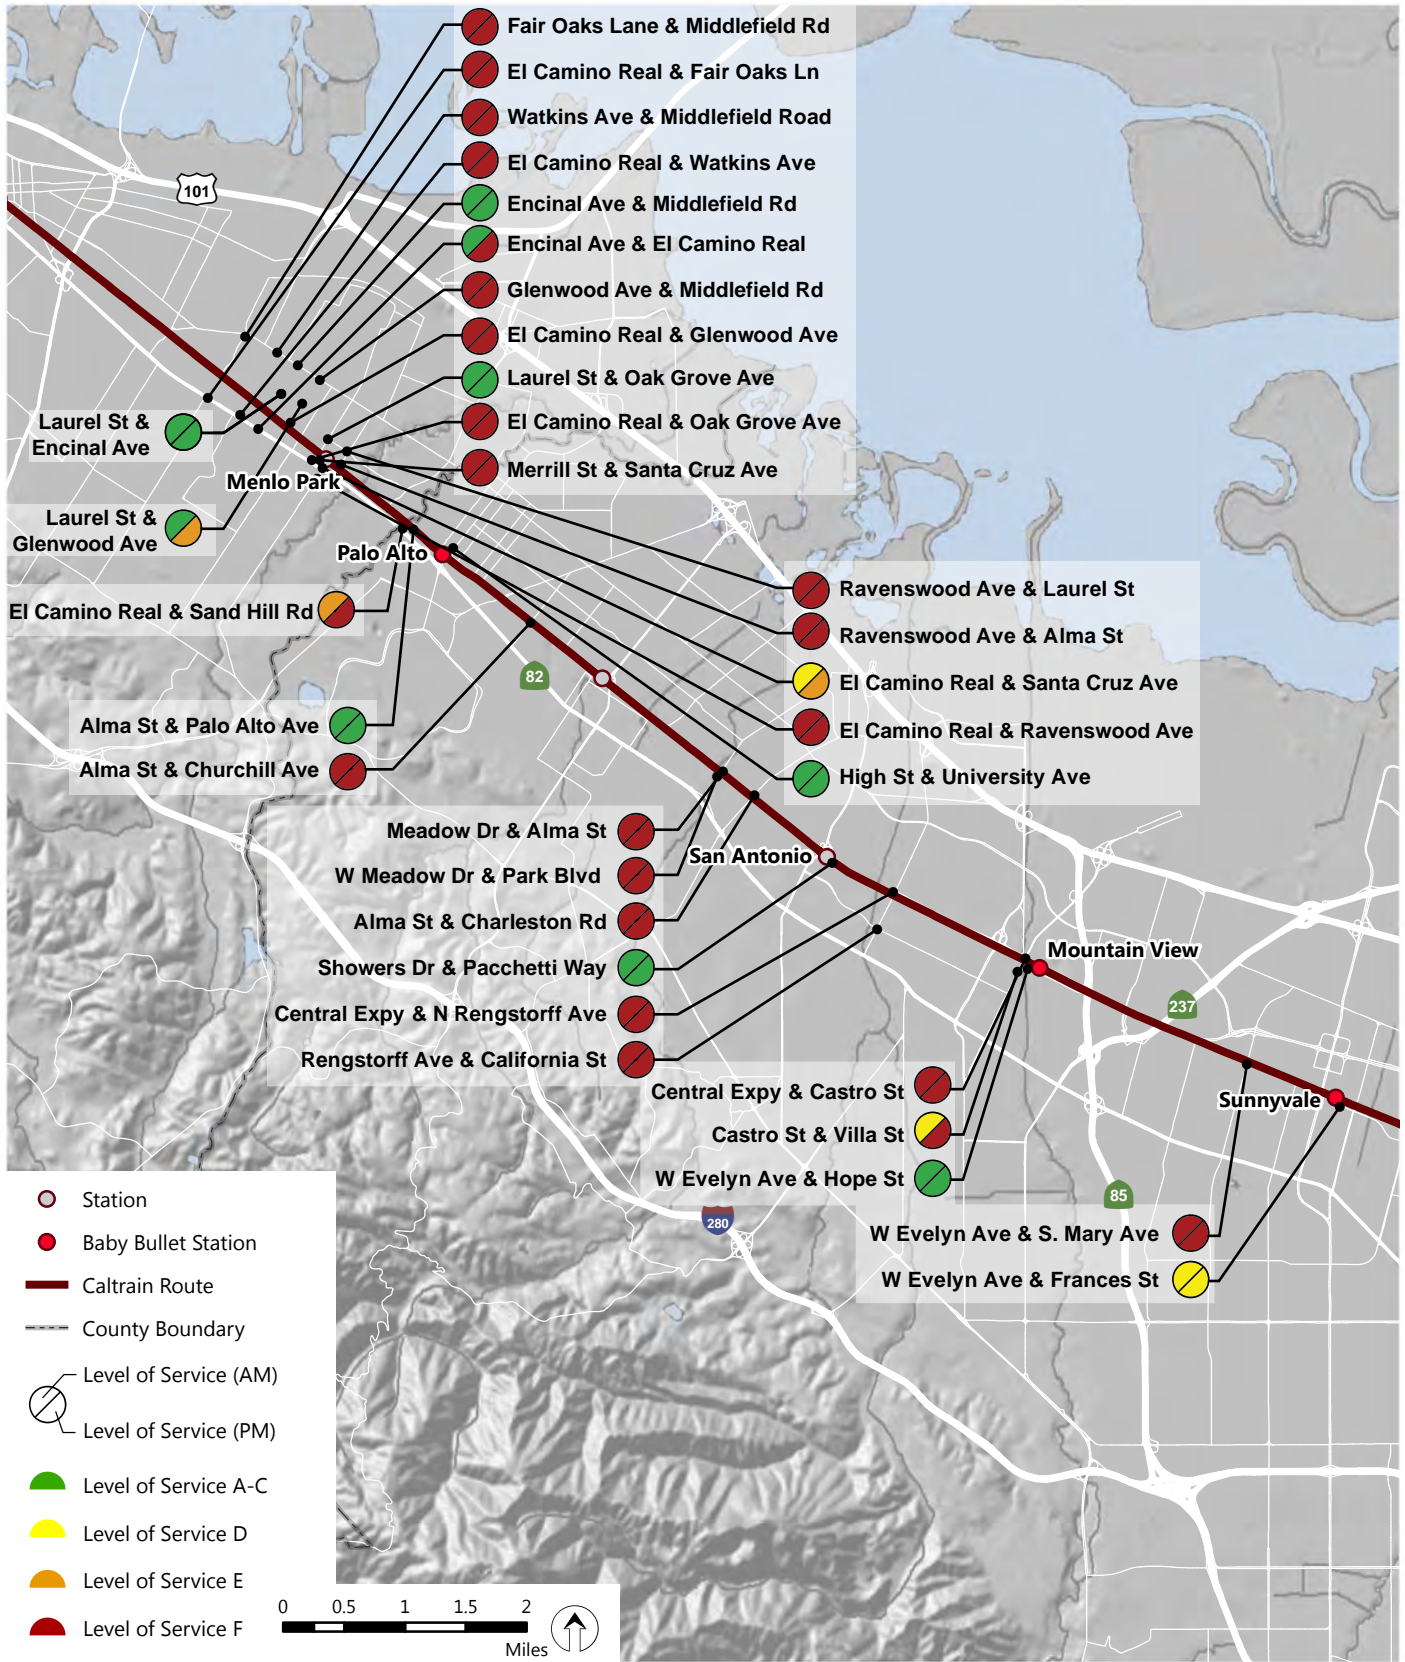 Fair Oaks Lane & Middlefield Rd
El Camino Real & Fair Oaks Ln
Watkins Ave & Middlefield Road
El Camino Real & Watkins Ave
101
Encinal Ave & Middlefield Rd
Encinal Ave & El Camino Real
Glenwood Ave & Middlefield Rd
El Camino Real & Glenwood Ave
Laurel St & Oak Grove Ave
El Camino Real & Oak Grove Ave
Merrill St & Santa Cruz Ave
Laurel St &
Encinal Ave
Menlo Park
Laurel St &
Glenwood Ave
Palo Alto
El Camino Real & Sand Hill Rd
Ravenswood Ave & Laurel St
Ravenswood Ave & Alma St
El Camino Real & Santa Cruz Ave
El Camino Real & Ravenswood Ave
High St & University Ave
82
Alma St & Palo Alto Ave
Alma St & Churchill Ave
Meadow Dr & Alma St
W Meadow Dr & Park Blvd
Alma St & Charleston Rd
Showers Dr & Pacchetti Way
Central Expy & N Rengstorff Ave
Rengstorff Ave & California St
San Antonio
Mountain View
237
Central Expy & Castro St
Castro St & Villa St
W Evelyn Ave & Hope St
Sunnyvale
85
280
W Evelyn Ave & S. Mary Ave
W Evelyn Ave & Frances St
Station
Baby Bullet Station
Caltrain Route
County Boundary
Level of Service (AM)
Level of Service (PM)
Level of Service A-C
Level of Service D
Level of Service E
Level of Service F
0 0.5 1 1.5 2
Miles